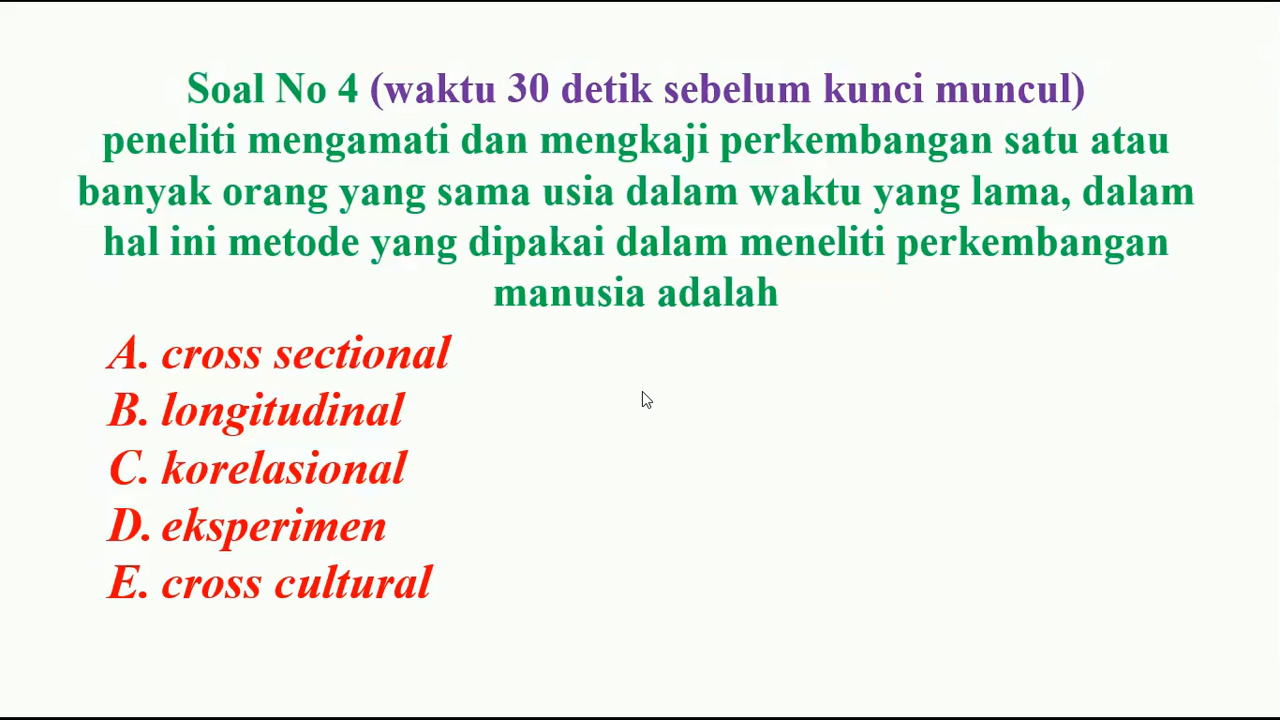 Soal No 4 (waktu 30 detik sebelum kunci muncul)
peneliti mengamati dan mengkaji perkembangan satu atau
banyak orang yang sama usia dalam waktu yang lama, dalam
hal ini metode yang dipakai dalam meneliti perkembangan
manusia adalah
A. cross sectional
B. longitudinal
C. korelasional
D. eksperimen
E. cross cultural